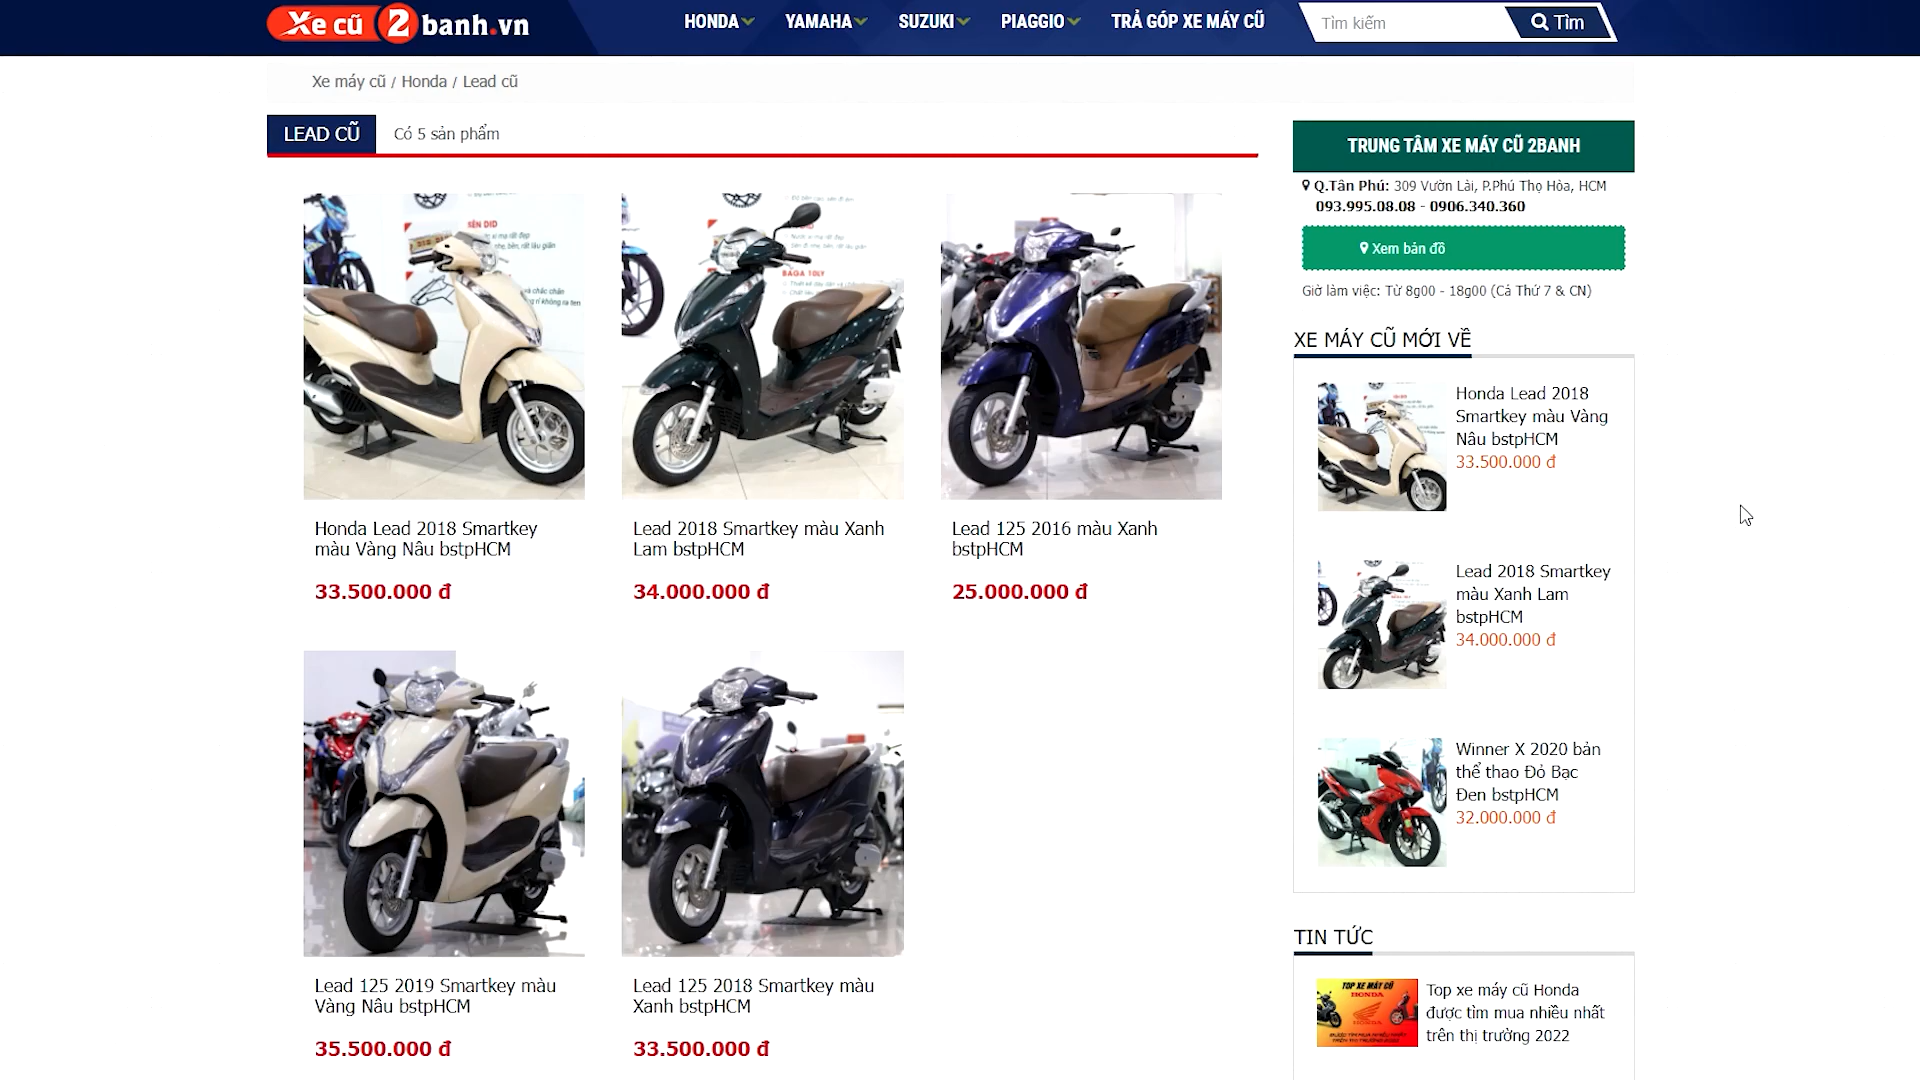 Xe cũ 2 banh.vn
HONDA
YAMAHA
SUZUKI
PIAGGIO
TRẢ GÓP XE MÁY CŨ
Tìm kiếm
Tìm
Xe máy cũ / Honda / Lead cũ
LEAD CŨ
Có 5 sản phẩm
Honda Lead 2018 Smartkey
màu Vàng Nâu bstpHCM
33.500.000 đ
Lead 2018 Smartkey màu Xanh
Lam bstpHCM
34.000.000 đ
Lead 125 2016 màu Xanh
bstpHCM
25.000.000 đ
Lead 125 2019 Smartkey màu
Vàng Nâu bstpHCM
35.500.000 đ
Lead 125 2018 Smartkey màu
Xanh bstpHCM
33.500.000 đ
TRUNG TÂM XE MÁY CŨ 2BANH
Q.Tân Phú: 309 Vườn Lài, P.Phú Thọ Hòa, HCM
093.995.08.08 - 0906.340.360
Xem bản đồ
Giờ làm việc: Từ 8g00 - 18g00 (Cả Thứ 7 & CN)
XE MÁY CŨ MỚI VỀ
Honda Lead 2018
Smartkey màu Vàng
Nâu bstpHCM
33.500.000 đ
Lead 2018 Smartkey
màu Xanh Lam
bstpHCM
34.000.000 đ
Winner X 2020 bản
thể thao Đỏ Bạc
Đen bstpHCM
32.000.000 đ
TIN TỨC
TOP XE MÁY CŨ
HONDA
Top xe máy cũ Honda
được tìm mua nhiều nhất
trên thị trường 2022